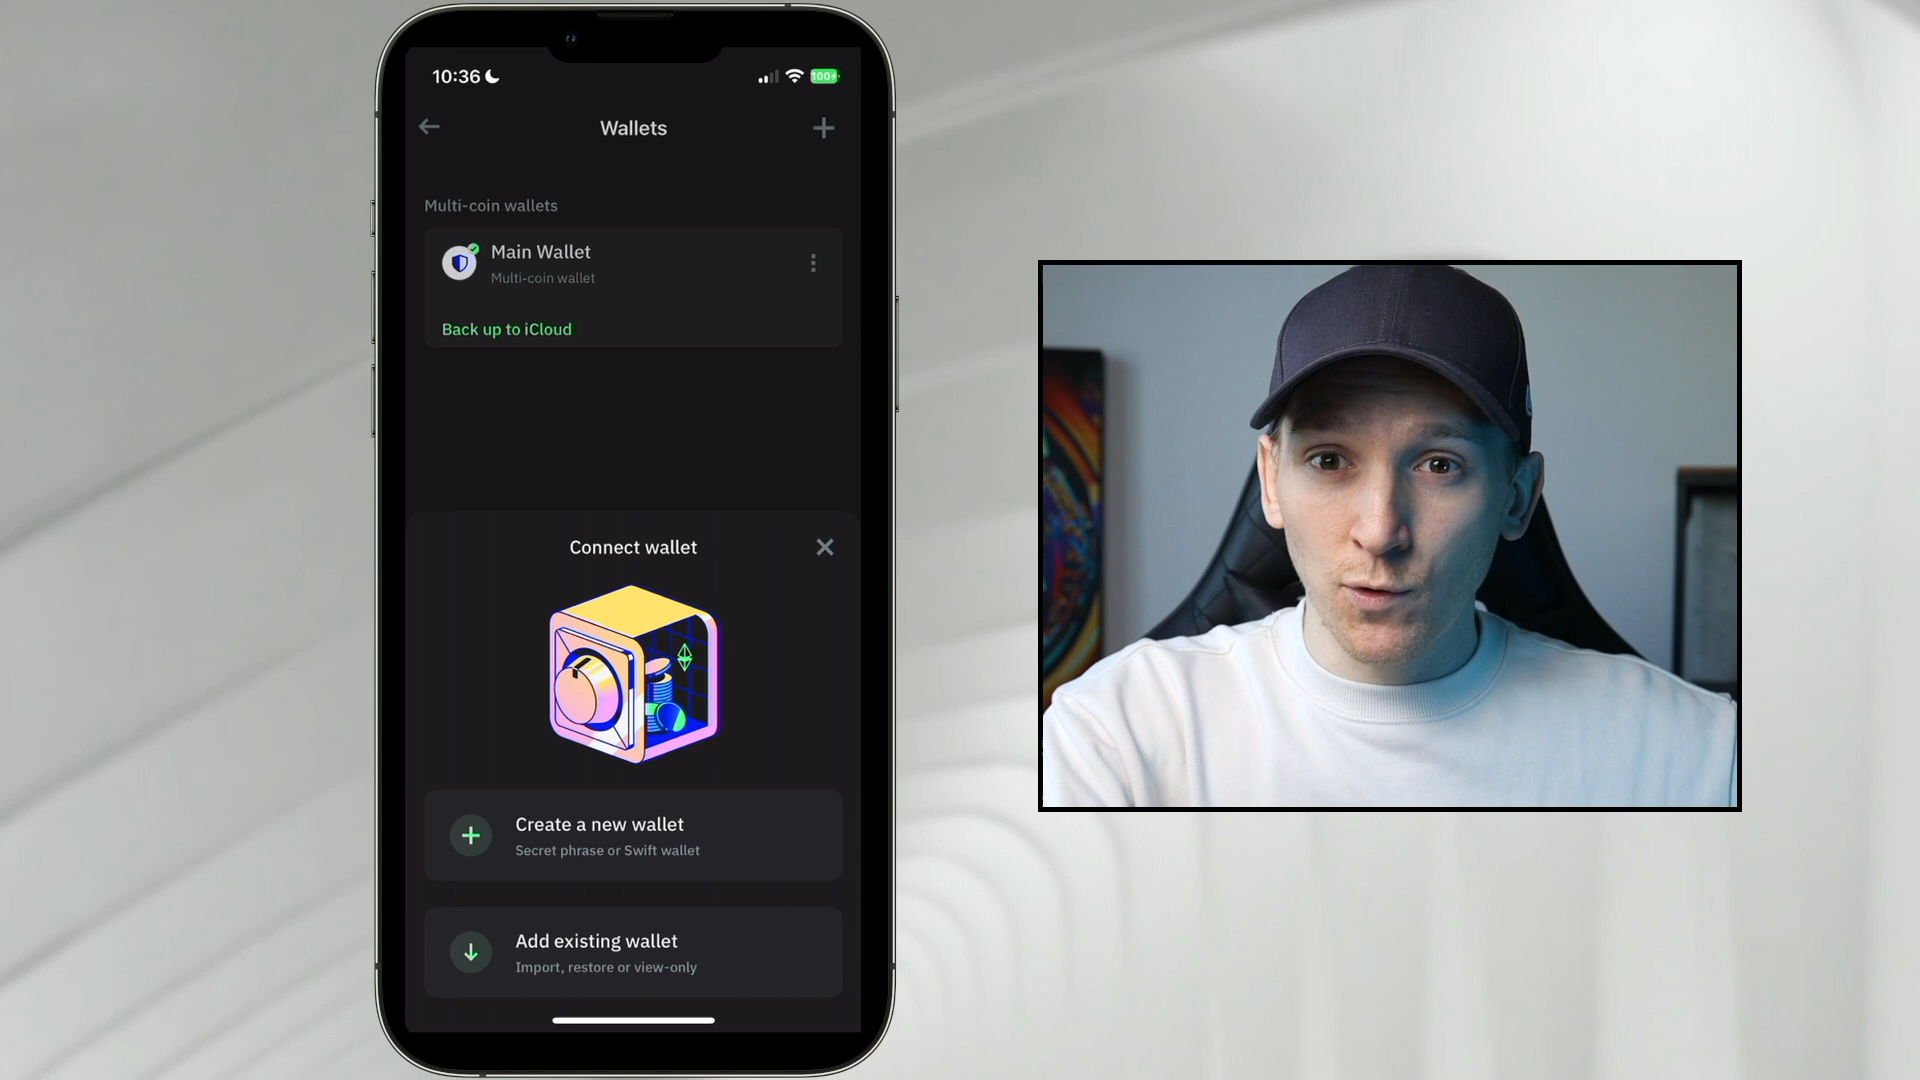 10:36
100
Wallets
Multi-coin wallets
Main Wallet
Multi-coin wallet
Back up to iCloud
Connect wallet
Create a new wallet
Secret phrase or Swift wallet
Add existing wallet
Import, restore or view-only